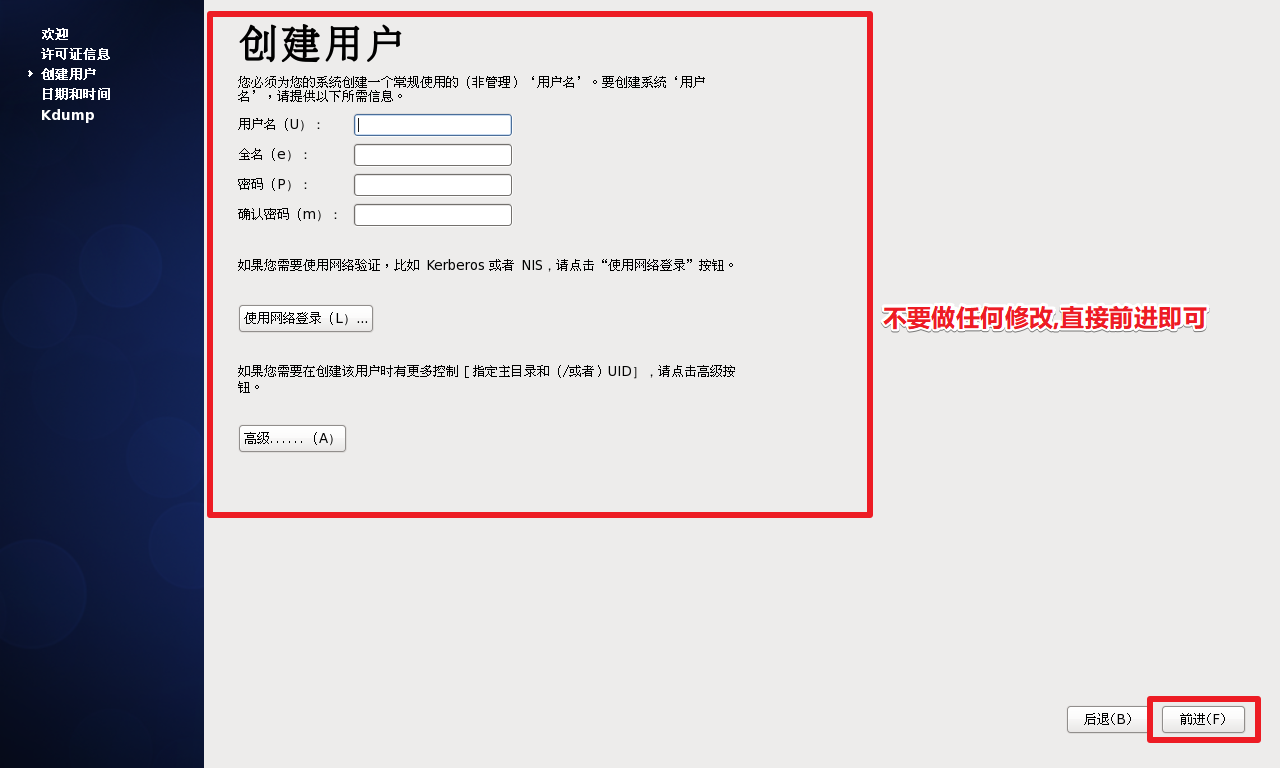 欢迎
许可证信息
创建用户
日期和时间
Kdump
创建用户
您必须为您的系统创建一个常规使用的（非管理）‘用户名’。要创建系统‘用户
名’，请提供以下所需信息。
用户名（U）：
全名（e）：
密码（P）：
确认密码（m）：
如果您需要使用网络验证，比如 Kerberos 或者 NIS，请点击“使用网络登录”按钮。
使用网络登录（L）...
不要做任何修改,直接前进即可
如果您需要在创建该用户时有更多控制［指定主目录和（/或者）UID］，请点击高级按
钮。
高级……（A）
后退(B)
前进(F)